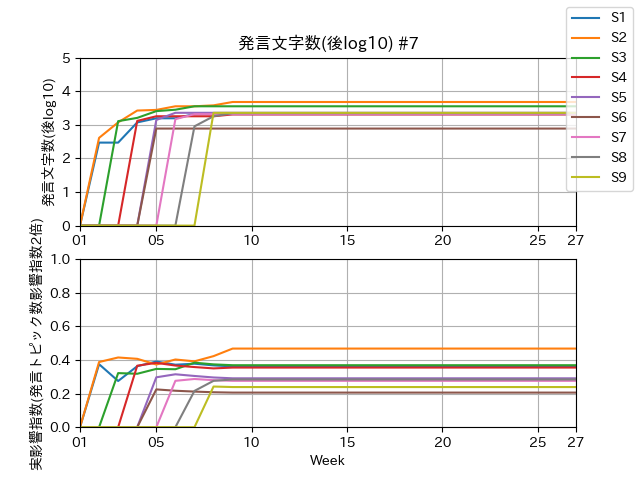 発言文字数(後log10) #7
S1
S2
S3
S4
S5
S6
S7
S8
S9
発言文字数(後log10)
5
4
3
2
1
0
01 05 10 15 20 25 27
実影響指数(発言トピック数影響指数2倍)
1.0
0.8
0.6
0.4
0.2
0.0
01 05 10 15 20 25 27
Week